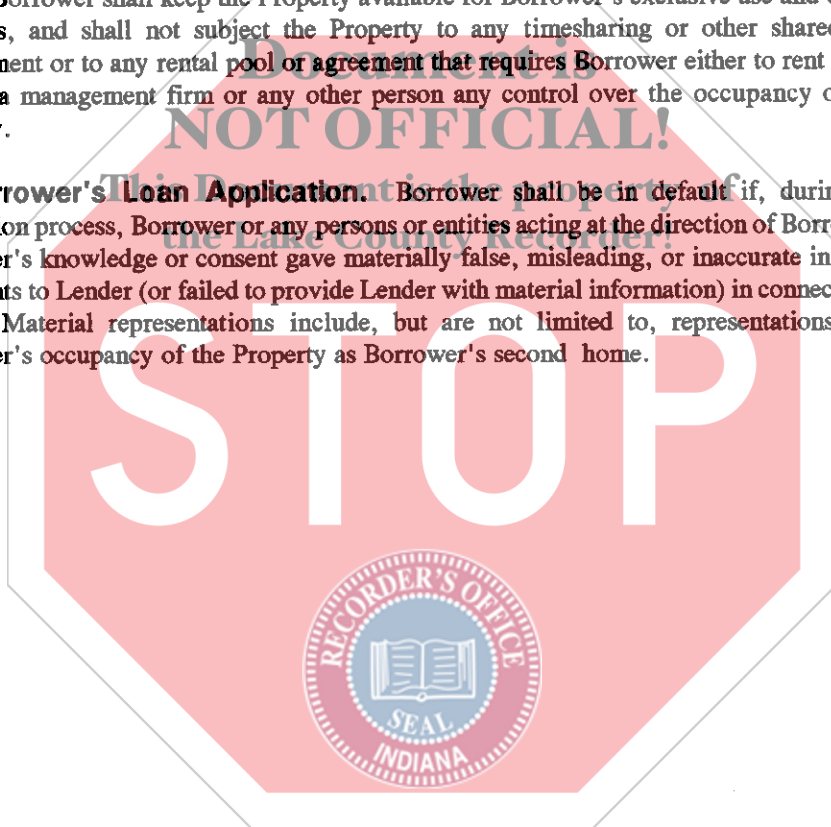 Borrower shall keep the Property available for Borrower's exclusive use and
s, and shall not subject the Property to any timesharing or other shared
ent or to any rental pool or agreement that requires Borrower either to rent
a management firm or any other person any control over the occupancy o
.
Document is
NOT OFFICIAL!
This Document is the property of
the Lake County Recorder!
rower's Loan Application. Borrower shall be in default if, durin
on process, Borrower or any persons or entities acting at the direction of Borr
er's knowledge or consent gave materially false, misleading, or inaccurate in
ts to Lender (or failed to provide Lender with material information) in connec
Material representations include, but are not limited to, representations
er's occupancy of the Property as Borrower's second home.
STOP
RECORDER'S OFFICE
SEAL
INDIANA